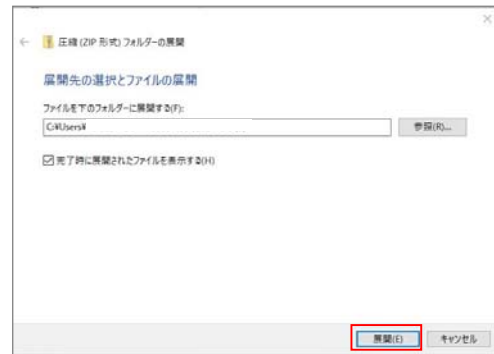 圧縮 (ZIP 形式) フォルダーの展開
展開先の選択とファイルの展開
ファイルを下のフォルダーに展開する(F):
C:¥Users¥
参照(R)...
完了時に展開されたファイルを表示する(H)
展開(E)
キャンセル